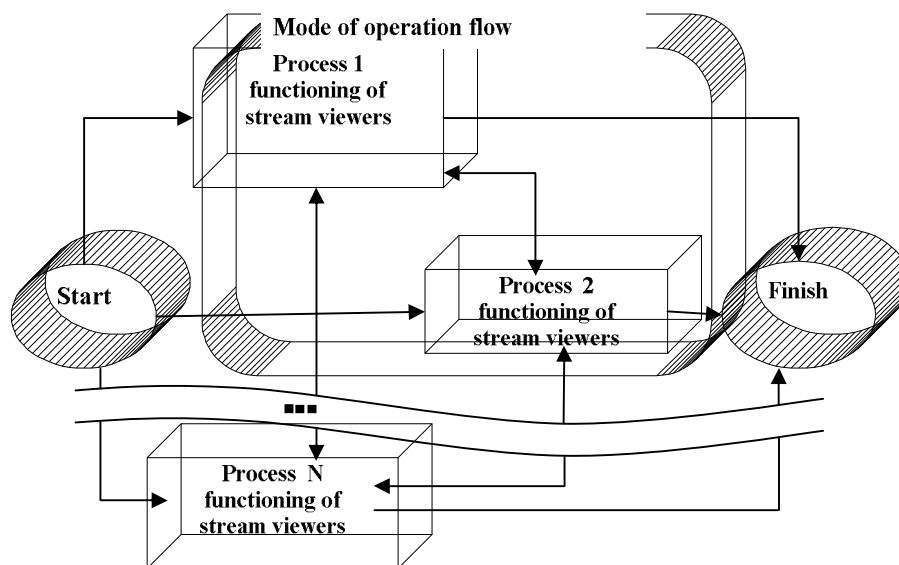 Mode of operation flow
Process 1
functioning of
stream viewers
Start
Process 2
functioning of
stream viewers
Finish
...
Process N
functioning of
stream viewers